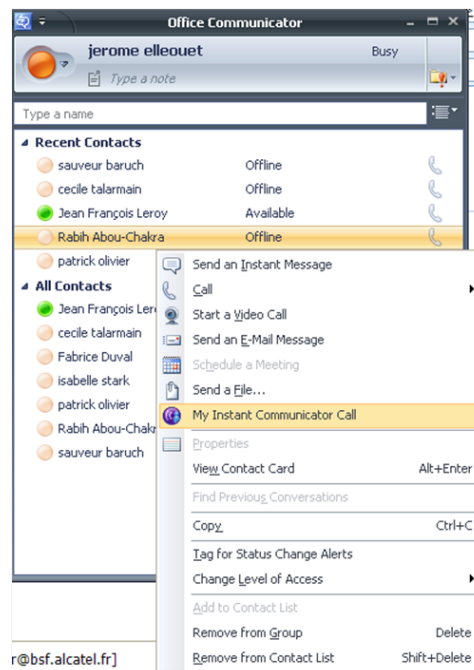 Office Communicator
jerome elleouet Busy
Type a note
Type a name
Recent Contacts
sauveur baruch Offline
cecile talarmain Offline
Jean François Leroy Available
Rabih Abou-Chakra Offline
patrick olivier
All Contacts
Jean François Ler
cecile talarmain
Fabrice Duval
isabelle stark
patrick olivier
Rabih Abou-Chakr
sauveur baruch
Send an Instant Message
Call
Start a Video Call
Send an E-Mail Message
Schedule a Meeting
Send a File...
My Instant Communicator Call
Properties
View Contact Card Alt+Enter
Find Previous Conversations
Copy Ctrl+C
Tag for Status Change Alerts
Change Level of Access
Add to Contact List
Remove from Group Delete
Remove from Contact List Shift+Delete
r@bsf.alcatel.fr]